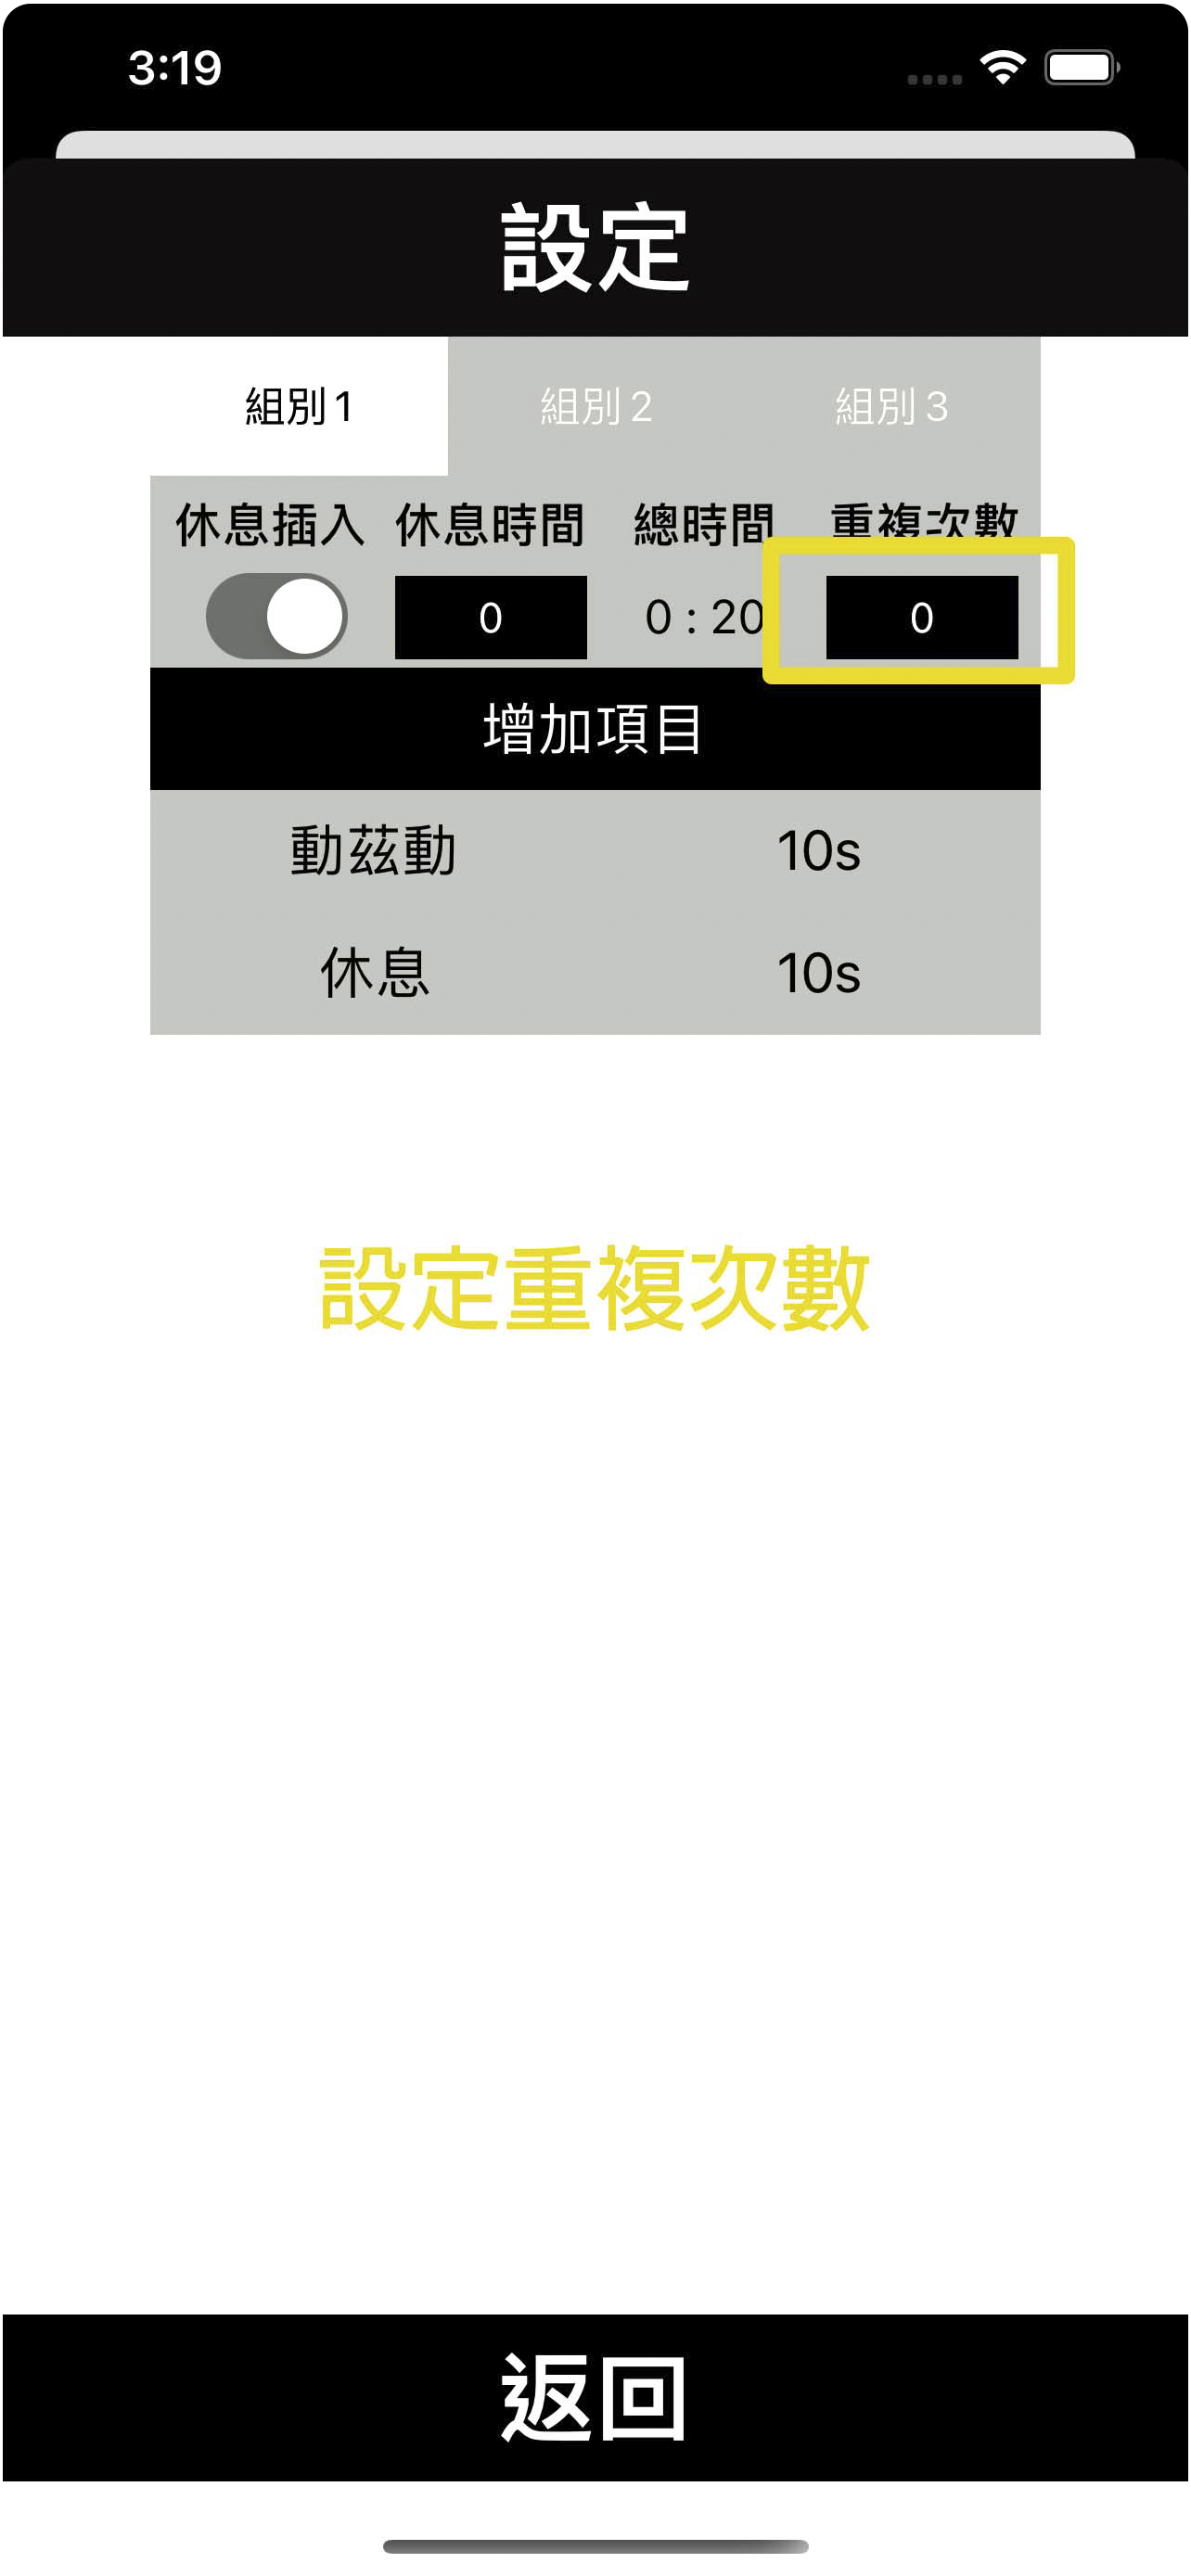 3:19
設定
組別 1 組別 2 組別 3
休息插入 休息時間 總時間 重複次數
0 0 : 20 0
增加項目
動茲動 10s
休息 10s
設定重複次數
返回